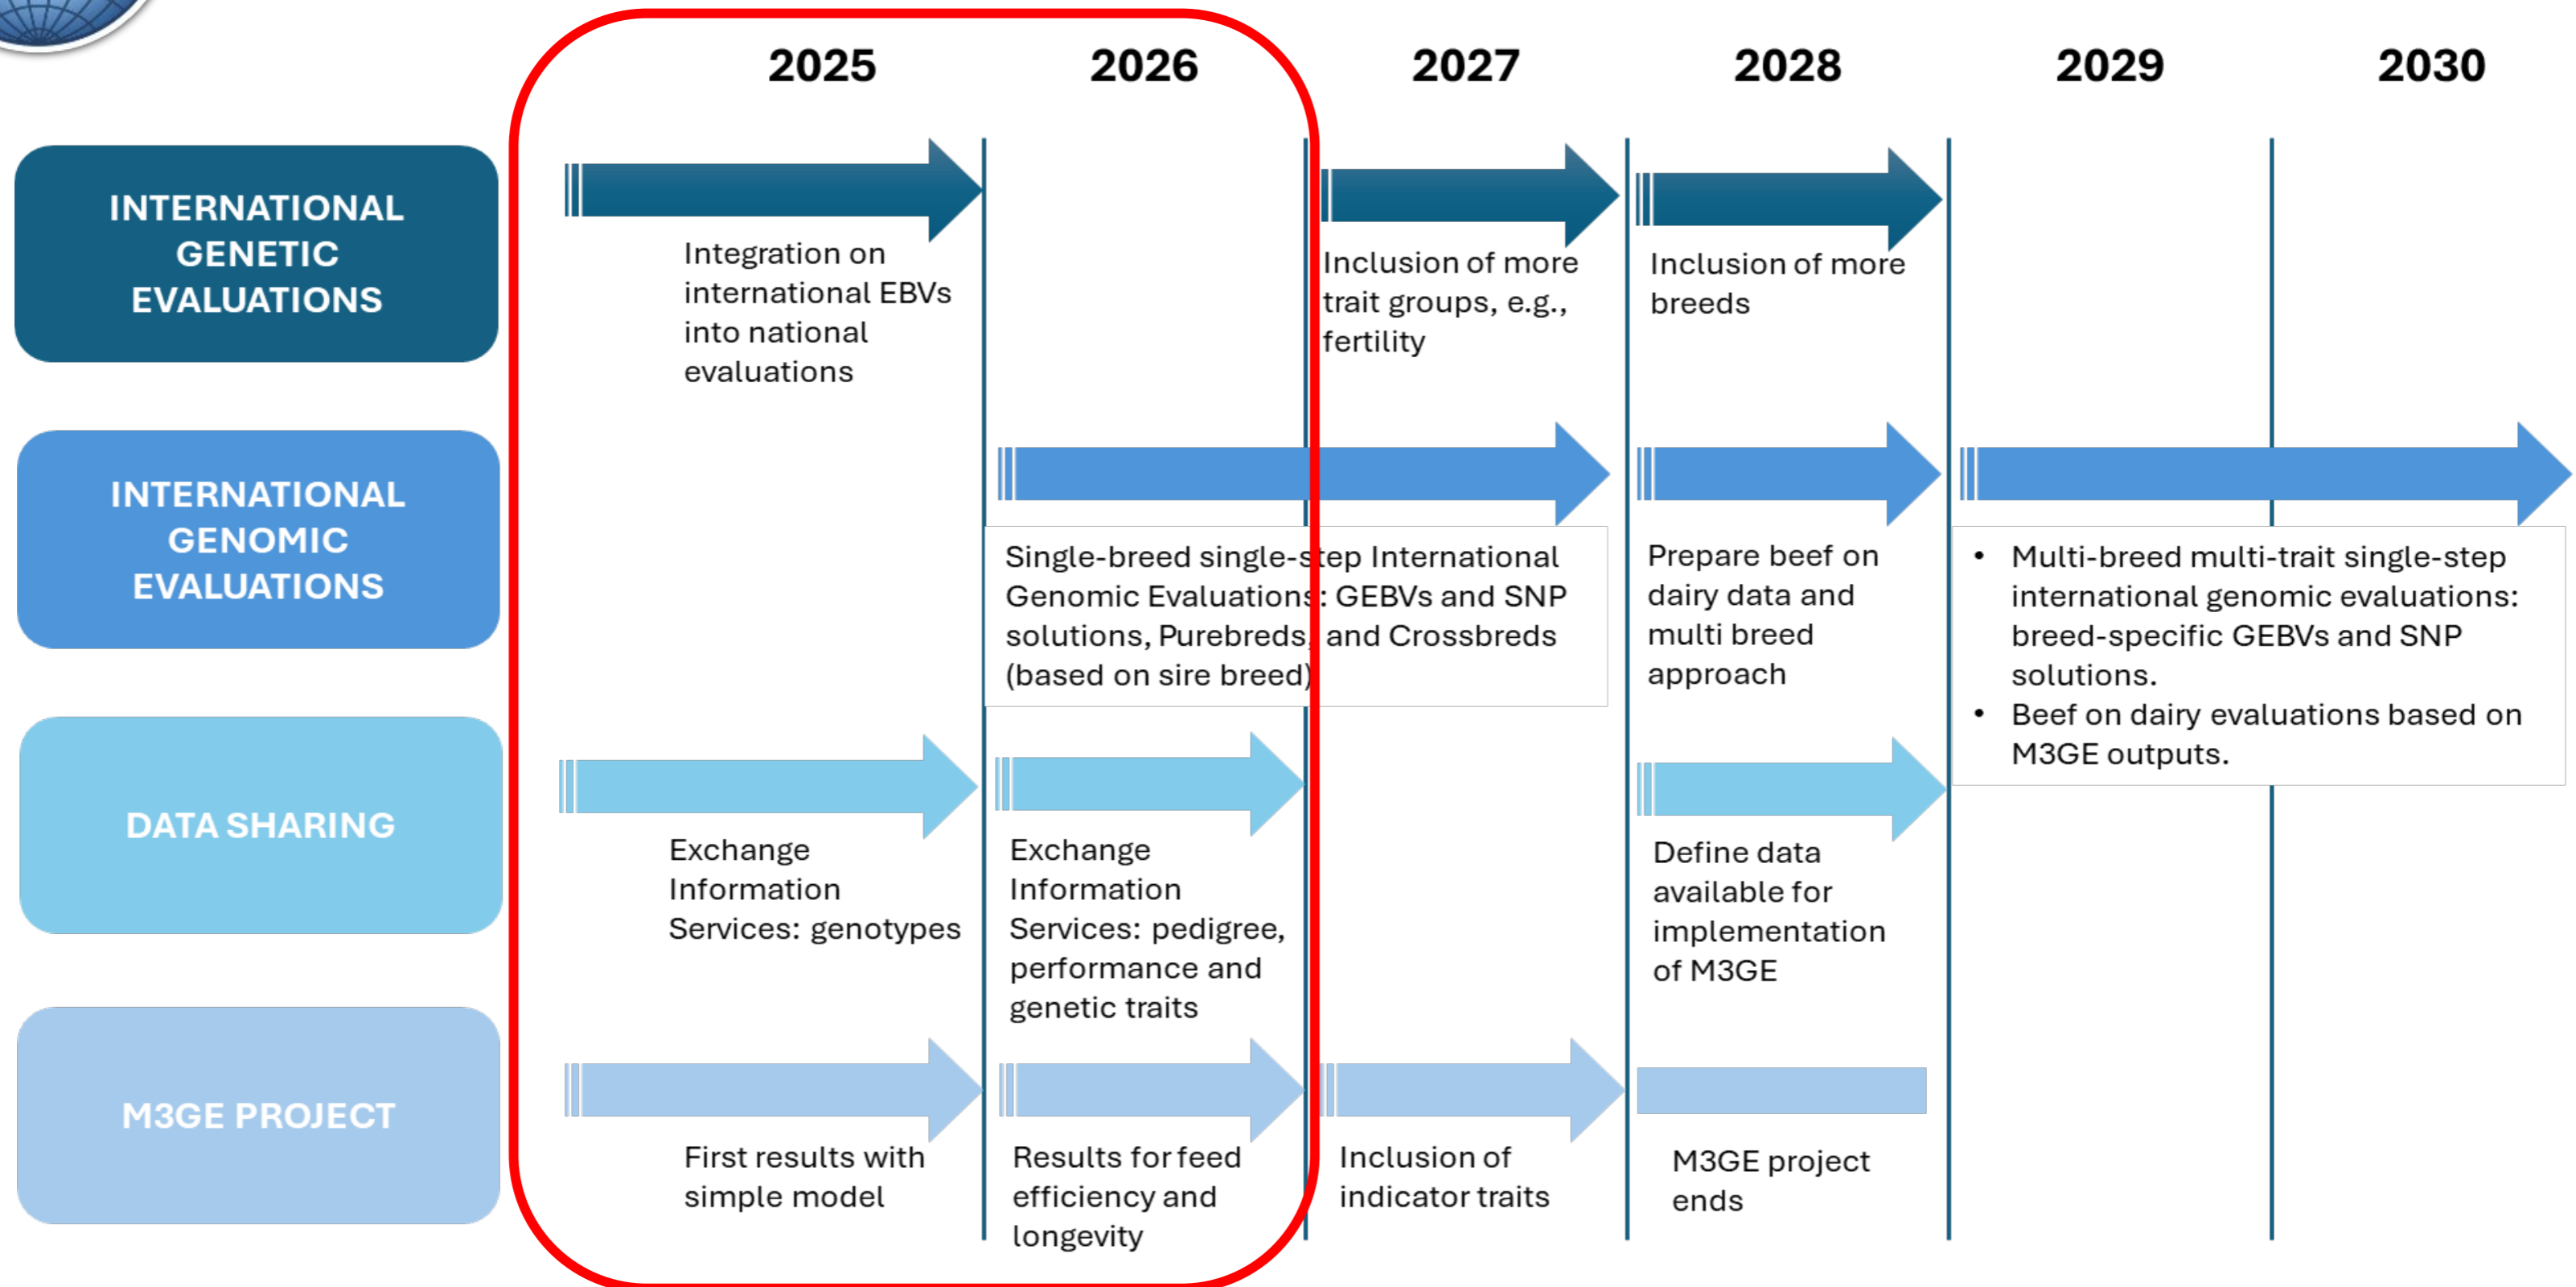 2025 2026 2027 2028 2029 2030
INTERNATIONAL
GENETIC
EVALUATIONS
Integration on
international EBVs
into national
evaluations
Inclusion of more
trait groups, e.g.,
fertility
Inclusion of more
breeds
INTERNATIONAL
GENOMIC
EVALUATIONS
Single-breed single-step International
Genomic Evaluations: GEBVs and SNP
solutions, Purebreds, and Crossbreds
(based on sire breed)
Prepare beef on
dairy data and
multi breed
approach
• Multi-breed multi-trait single-step
international genomic evaluations:
breed-specific GEBVs and SNP
solutions.
• Beef on dairy evaluations based on
M3GE outputs.
DATA SHARING
Exchange
Information
Services: genotypes
Exchange
Information
Services: pedigree,
performance and
genetic traits
Define data
available for
implementation
of M3GE
M3GE PROJECT
First results with
simple model
Results for feed
efficiency and
longevity
Inclusion of
indicator traits
M3GE project
ends